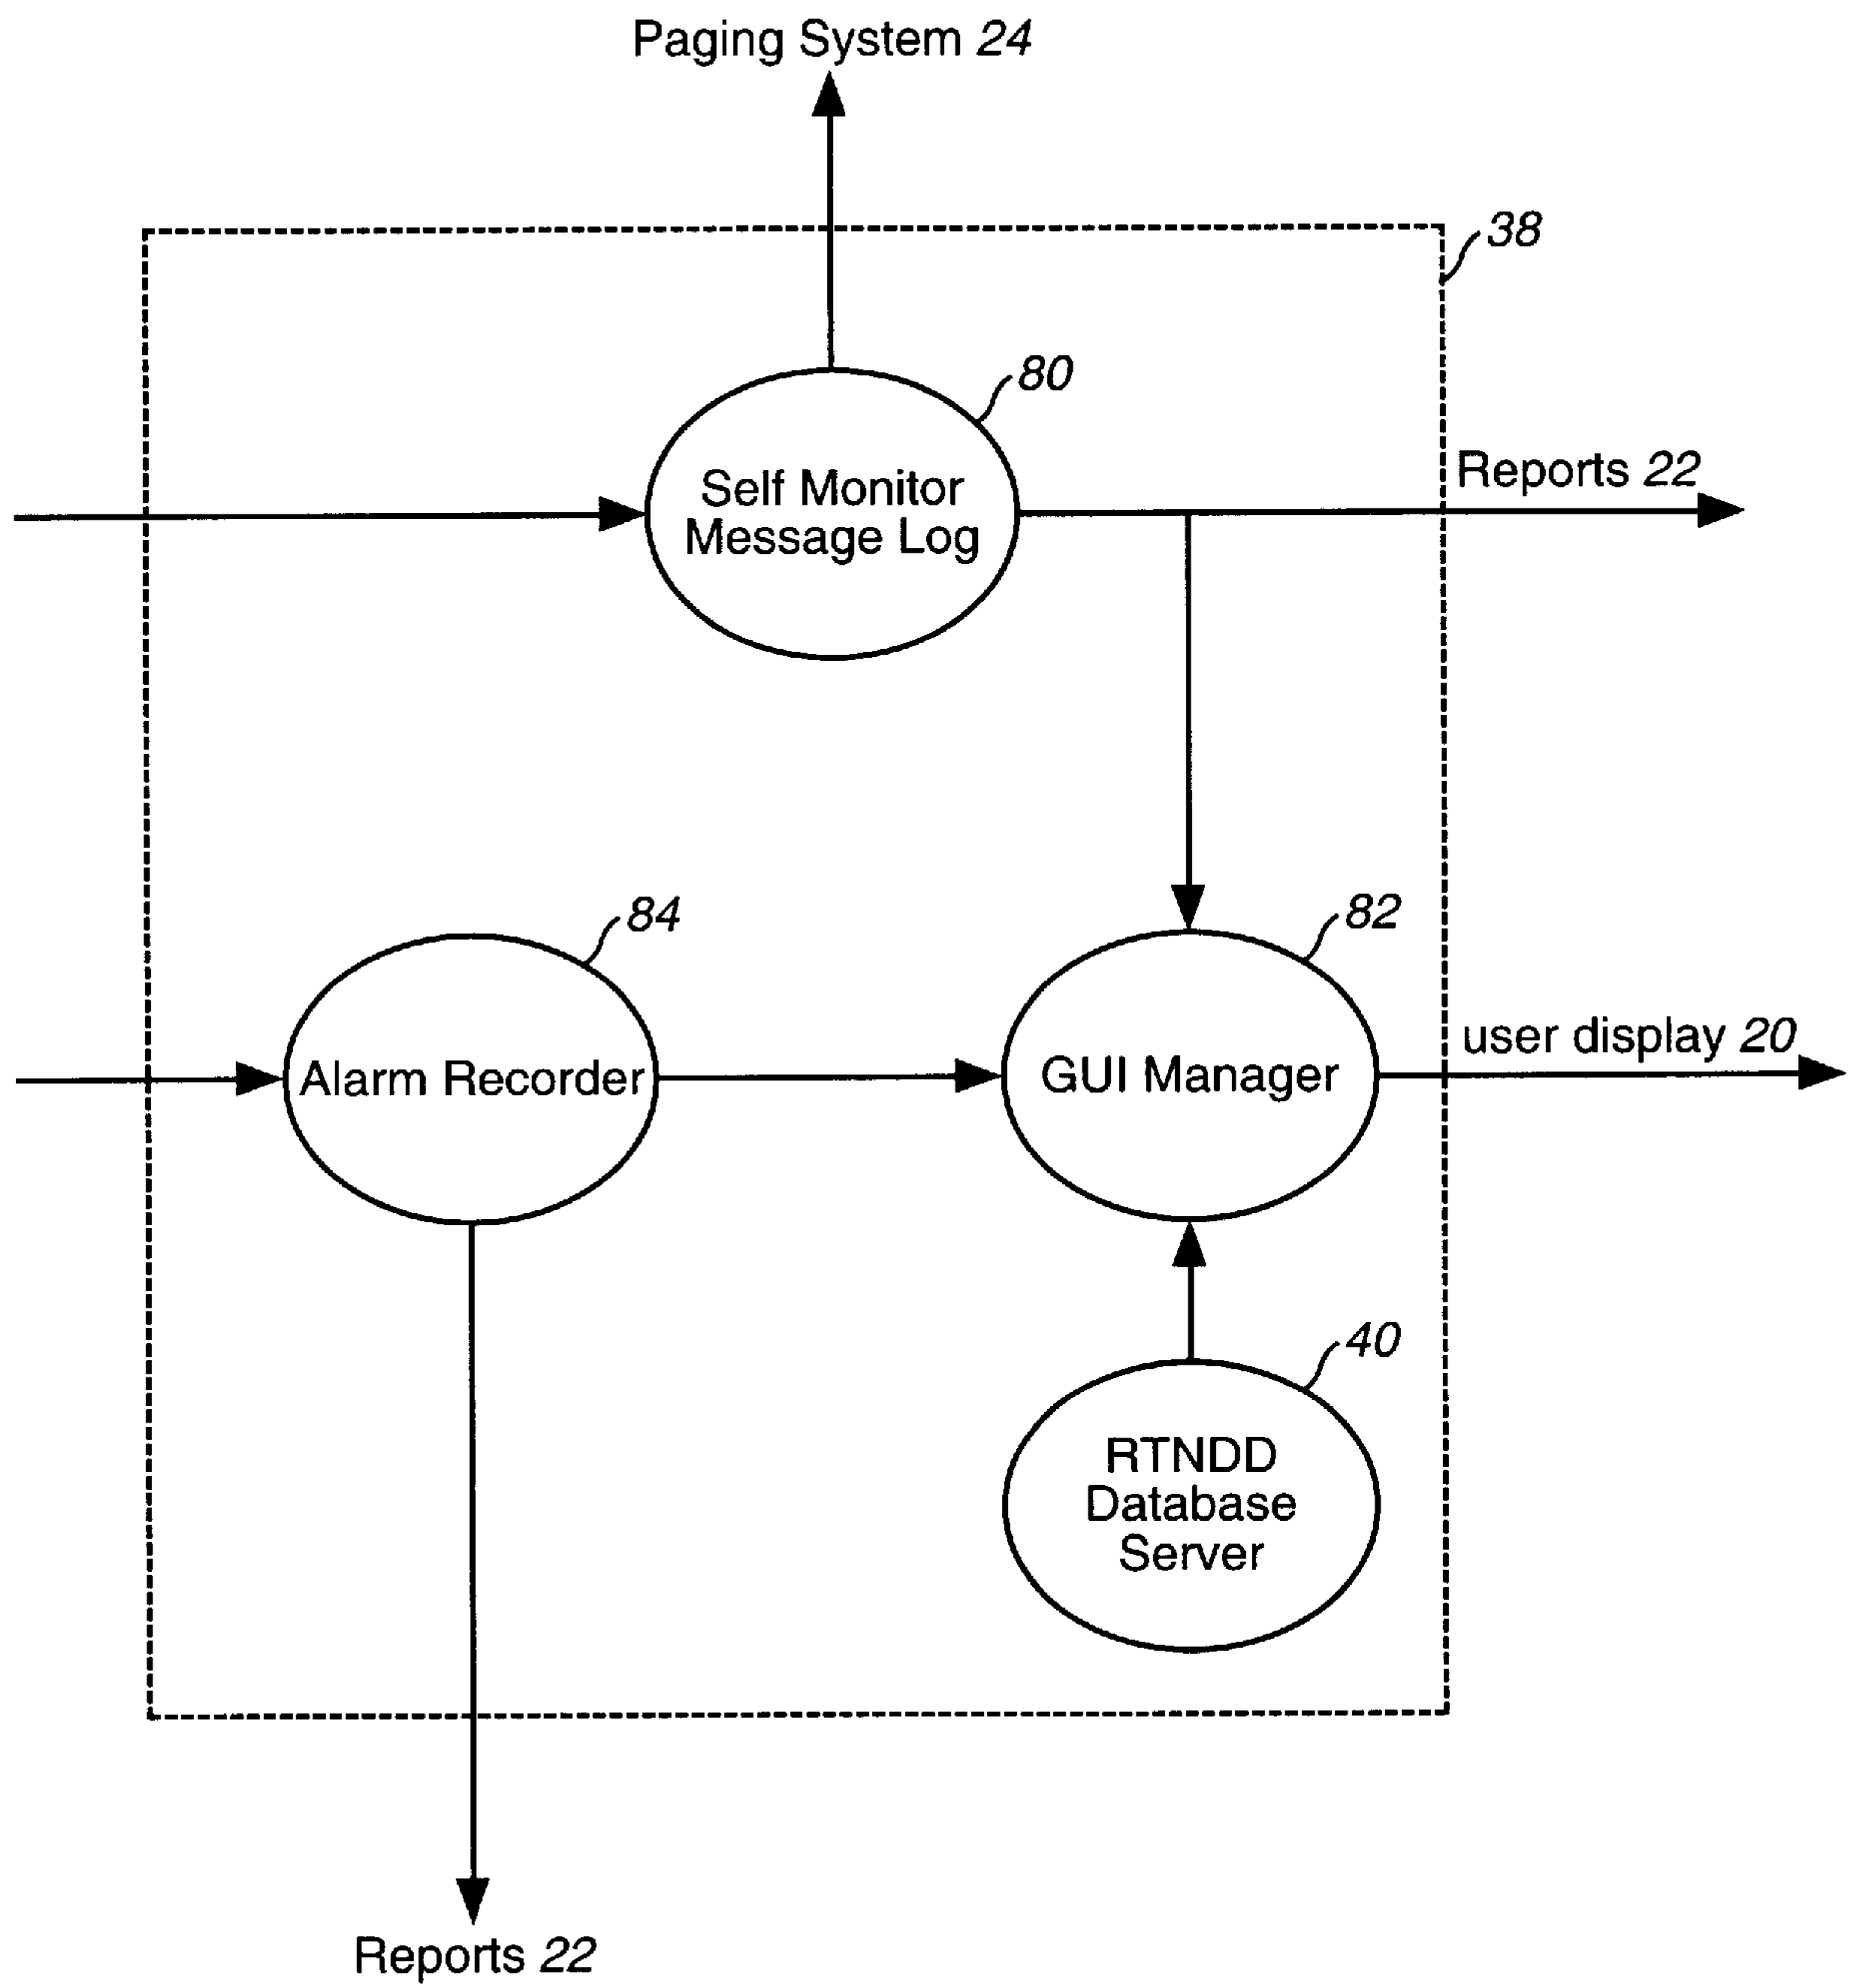 Paging System 24
38
80
Self Monitor
Message Log
Reports 22
84
82
Alarm Recorder
GUI Manager
user display 20
40
RTNDD
Database
Server
Reports 22